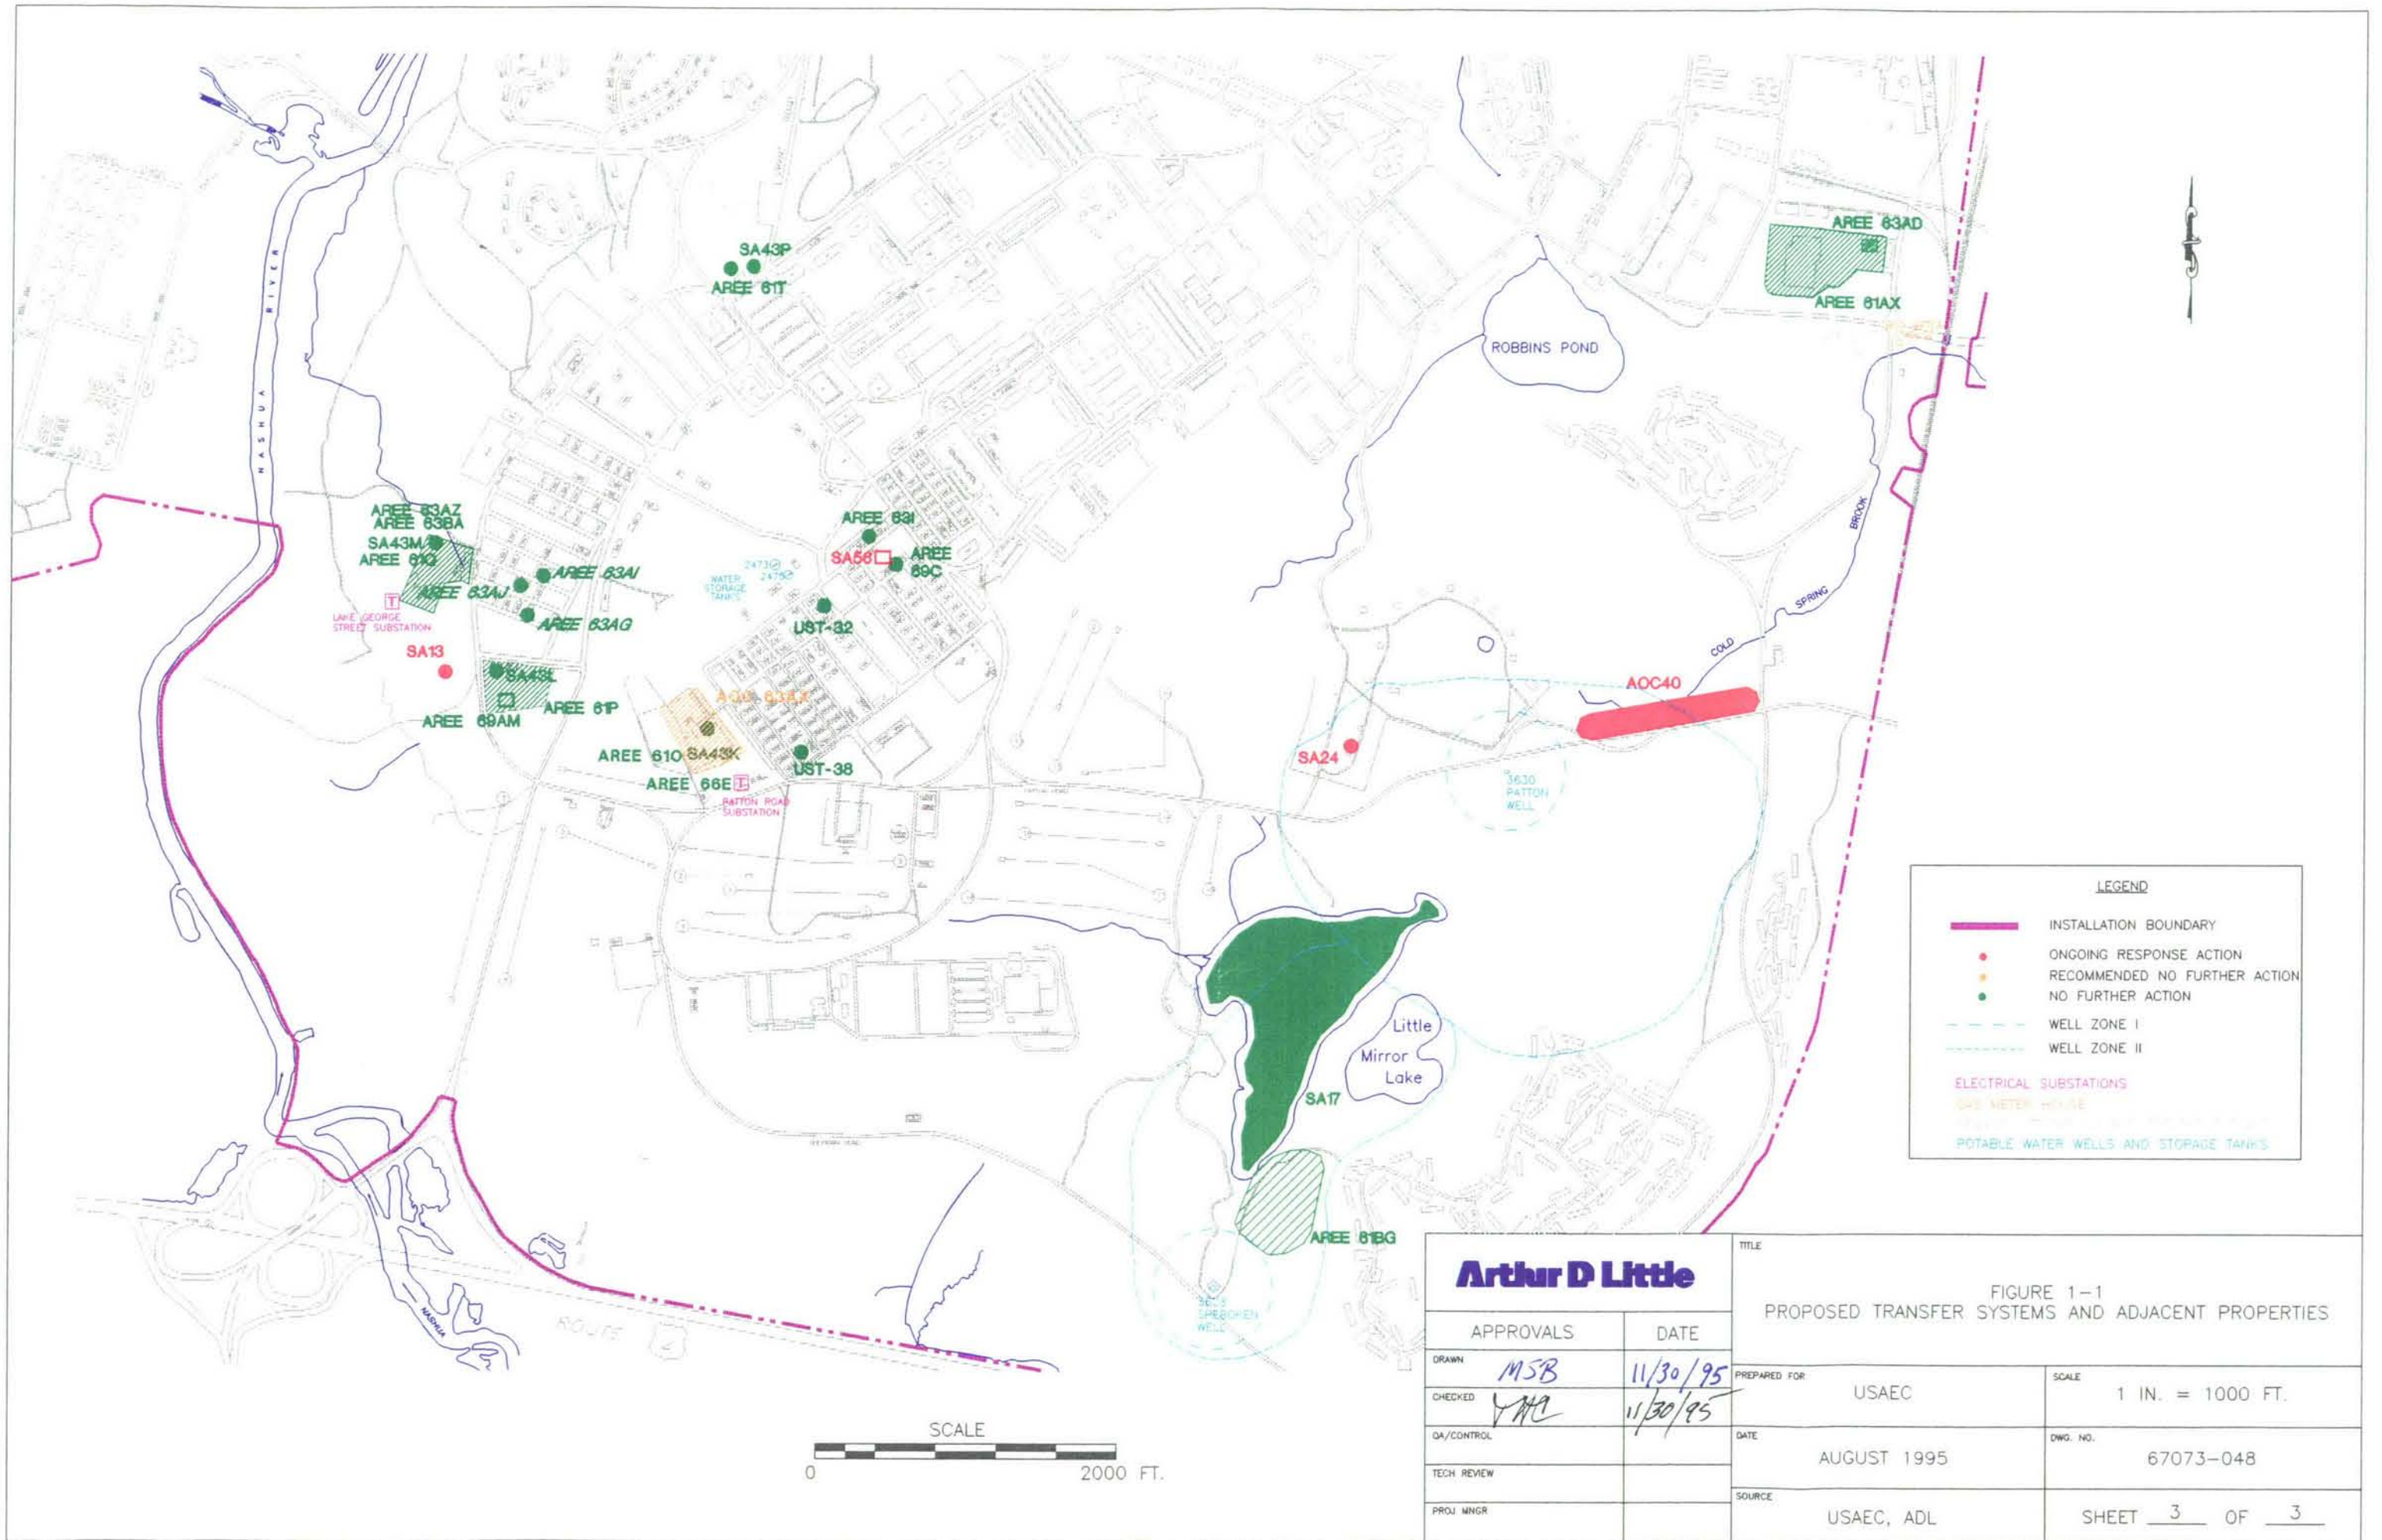 SA43P
AREE 61T
AREE 63AD
AREE 61AX
ROBBINS POND
NASHUA RIVER
AREE 63AZ
AREE 63BA
SA43M
AREE 61Q
AREE 63AI
AREE 63AJ
AREE 63AG
LAKE GEORGE
STREET SUBSTATION
SA13
SA43L
AREE 61P
AREE 69AM
WATER
STORAGE
TANKS
2473
AREE 63I
SA56
AREE
69C
UST-32
AOC 63AX
AREE 61O
SA43K
AREE 66E
PATTON ROAD
SUBSTATION
UST-38
COLD SPRING BROOK
AOC40
SA24
3630
PATTON
WELL
Little
Mirror
Lake
SA17
AREE 61BG
WELL
NASHUA
ROUTE
2
LEGEND
INSTALLATION BOUNDARY
ONGOING RESPONSE ACTION
RECOMMENDED NO FURTHER ACTION
NO FURTHER ACTION
WELL ZONE I
WELL ZONE II
ELECTRICAL SUBSTATIONS
GAS METER HOUSE
POTABLE WATER WELLS AND STORAGE TANKS
SCALE
0
2000 FT.
Arthur D Little
APPROVALS
DATE
DRAWN
MSB
11/30/95
CHECKED
11/30/95
QA/CONTROL
TECH REVIEW
PROJ. MNGR
TITLE
FIGURE 1-1
PROPOSED TRANSFER SYSTEMS AND ADJACENT PROPERTIES
PREPARED FOR
USAEC
SCALE
1 IN. = 1000 FT.
DATE
AUGUST 1995
DWG. NO.
67073-048
SOURCE
USAEC, ADL
SHEET 3 OF 3